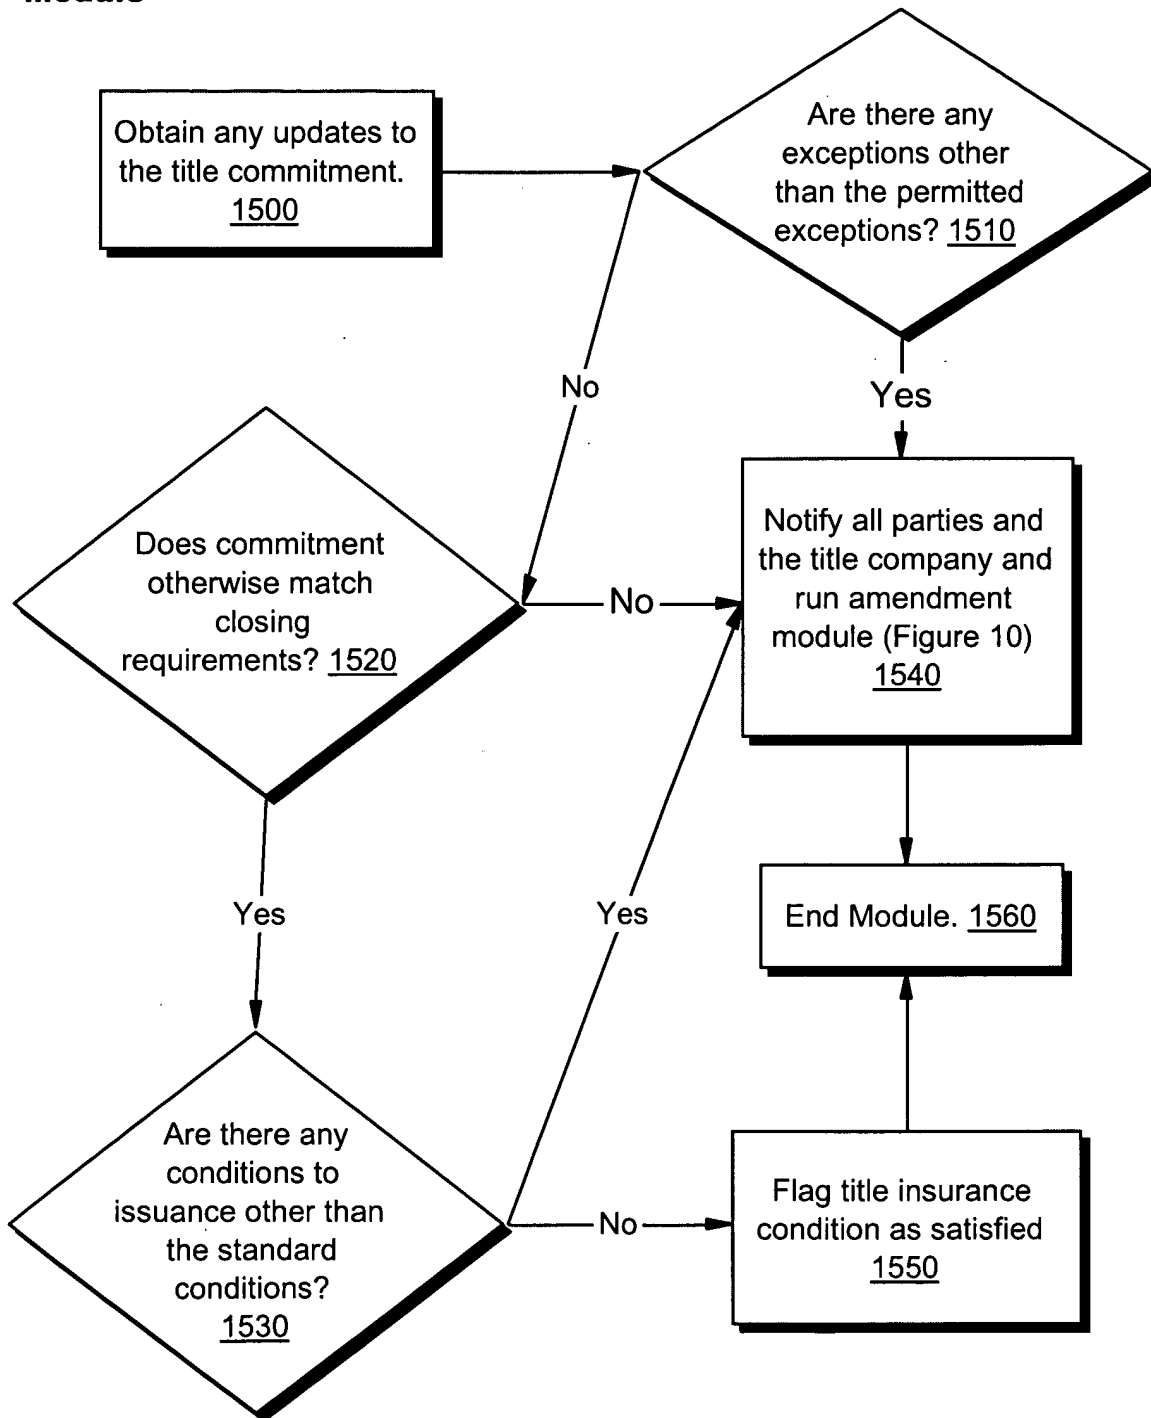 Obtain any updates to
the title commitment.
1500
Are there any
exceptions other
than the permitted
exceptions? 1510
No
Yes
Does commitment
otherwise match
closing
requirements? 1520
No
Notify all parties and
the title company and
run amendment
module (Figure 10)
1540
Yes
Yes
End Module. 1560
Are there any
conditions to
issuance other than
the standard
conditions?
1530
No
Flag title insurance
condition as satisfied
1550